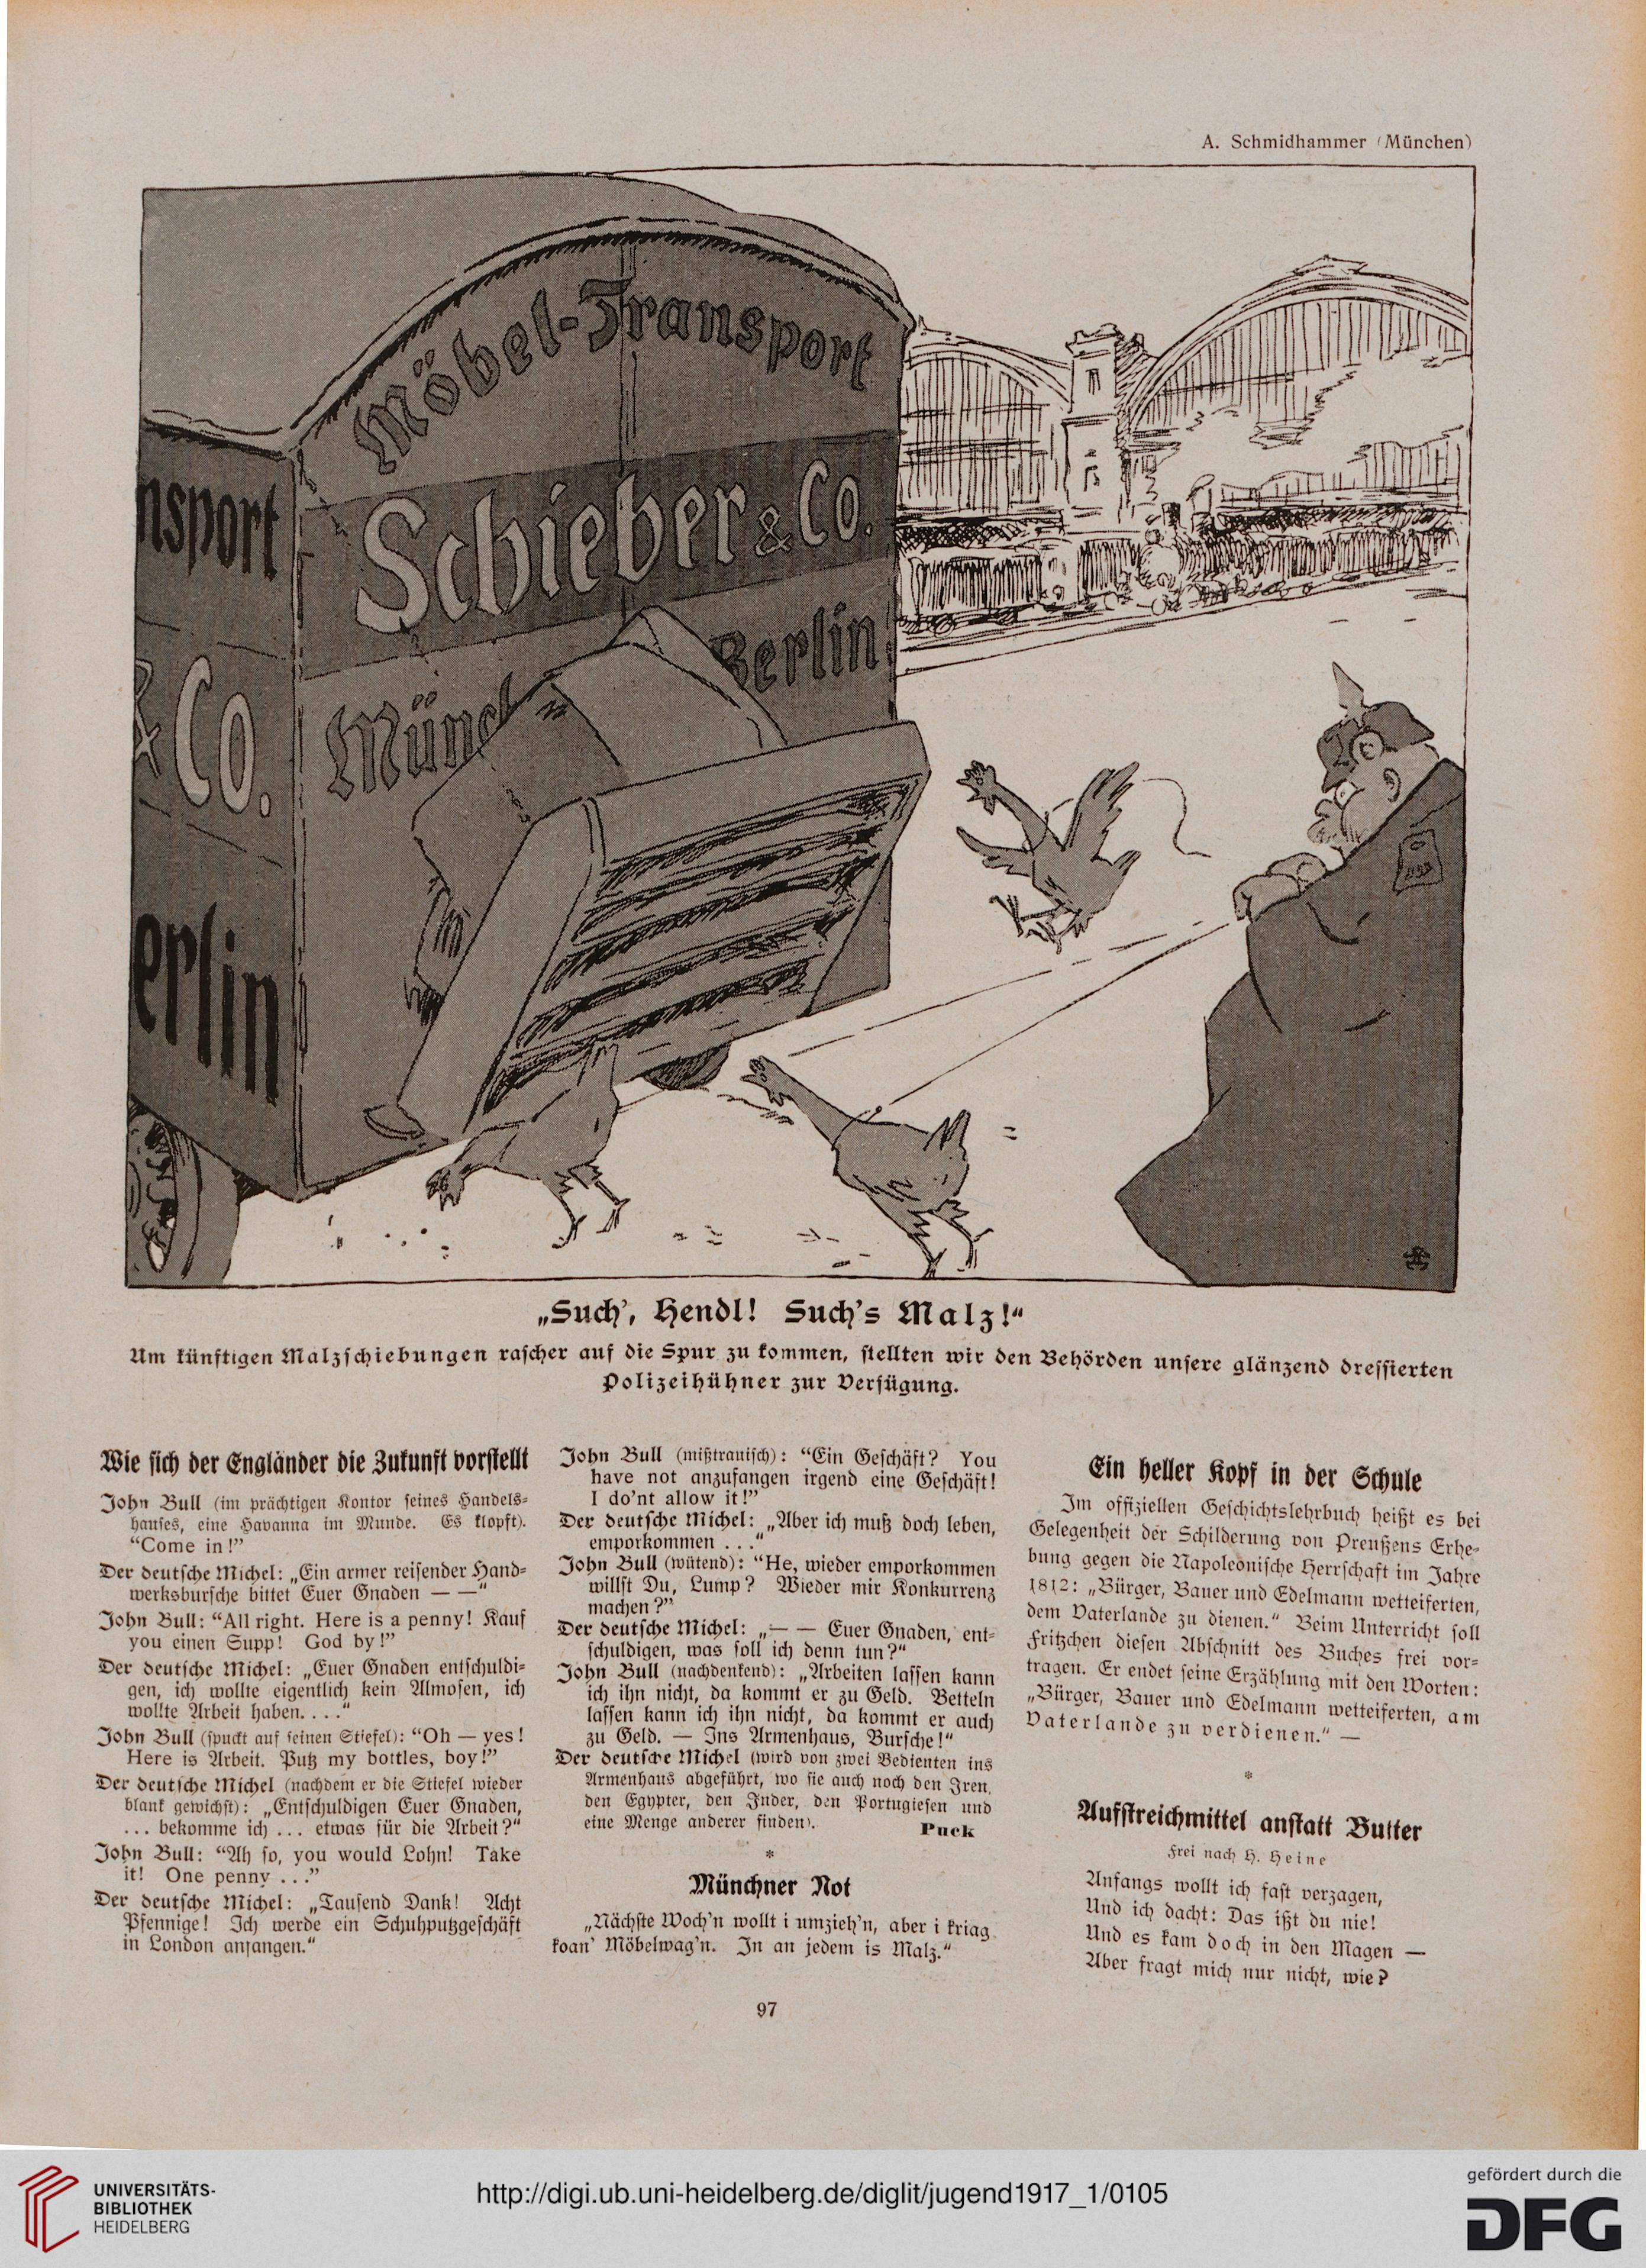 A. Schmidhammer (München)
Möbel-Transport
nsport
Schieber & Co.
Berlin
Münch
& Co.
erlin
„Such', Hendl! Such's Malz!“
Um künftigen Malzschiebungen rascher auf die Spur zu kommen, stellten wir den Behörden unsere glänzend dressierten
Polizeihühner zur Verfügung.
Wie sich der Engländer die Zukunft vorstellt
John Bull (im prächtigen Kontor seines Handels-
hauses, eine Havanna im Munde. Es klopft).
“Come in!”
Der deutsche Michel: „Ein armer reisender Hand-
werksbursche bittet Euer Gnaden — —“
John Bull: “All right. Here is a penny! Kauf
you einen Supp! God by!”
Der deutsche Michel: „Euer Gnaden entschuldi-
gen, ich wollte eigentlich kein Almosen, ich
wollte Arbeit haben. . . .“
John Bull (spuckt auf seinen Stiefel): “Oh — yes!
Here is Arbeit. Putz my bottles, boy!”
Der deutsche Michel (nachdem er die Stiefel wieder
blank gewichst): „Entschuldigen Euer Gnaden,
. . . bekomme ich . . . etwas für die Arbeit?“
John Bull: “Ah so, you would Lohn! Take
it! One penny . . .”
Der deutsche Michel: „Tausend Dank! Acht
Pfennige! Ich werde ein Schuhputzgeschäft
in London anfangen.“
John Bull (mißtrauisch): “Ein Geschäft? You
have not anzufangen irgend eine Geschäft!
I do'nt allow it!”
Der deutsche Michel: „Aber ich muß doch leben,
emporkommen . . .“
John Bull (wütend): “He, wieder emporkommen
willst Du, Lump? Wieder mir Konkurrenz
machen?”
Der deutsche Michel: „— — Euer Gnaden, ent-
schuldigen, was soll ich denn tun?“
John Bull (nachdenkend): „Arbeiten lassen kann
ich ihn nicht, da kommt er zu Geld. Betteln
lassen kann ich ihn nicht, da kommt er auch
zu Geld. — Ins Armenhaus, Bursche!“
Der deutsche Michel (wird von zwei Bedienten ins
Armenhaus abgeführt, wo sie auch noch den Iren,
den Egypter, den Inder, den Portugiesen und
eine Menge anderer finden).
Puck
*
Münchner Not
„Nächste Woch'n wollt i umzieh'n, aber i kriag
koan' Möbelwag'n. In an jedem is Malz.“
Ein heller Kopf in der Schule
Im offiziellen Geschichtslehrbuch heißt es bei
Gelegenheit der Schilderung von Preußens Erhe-
bung gegen die Napoleonische Herrschaft im Jahre
1812: „Bürger, Bauer und Edelmann wetteiferten,
dem Vaterlande zu dienen.“ Beim Unterricht soll
Fritzchen diesen Abschnitt des Buches frei vor-
tragen. Er endet seine Erzählung mit den Worten:
„Bürger, Bauer und Edelmann wetteiferten, am
Vaterlande zu verdienen.“ —
*
Aufstreichmittel anstatt Butter
Frei nach H. Heine
Anfangs wollt ich fast verzagen,
Und ich dacht: Das ißt du nie!
Und es kam doch in den Magen —
Aber fragt mich nur nicht, wie?
97
UNIVERSITÄTS-
BIBLIOTHEK
HEIDELBERG
http://digi.ub.uni-heidelberg.de/diglit/jugend1917_1/0105
gefördert durch die
DFG